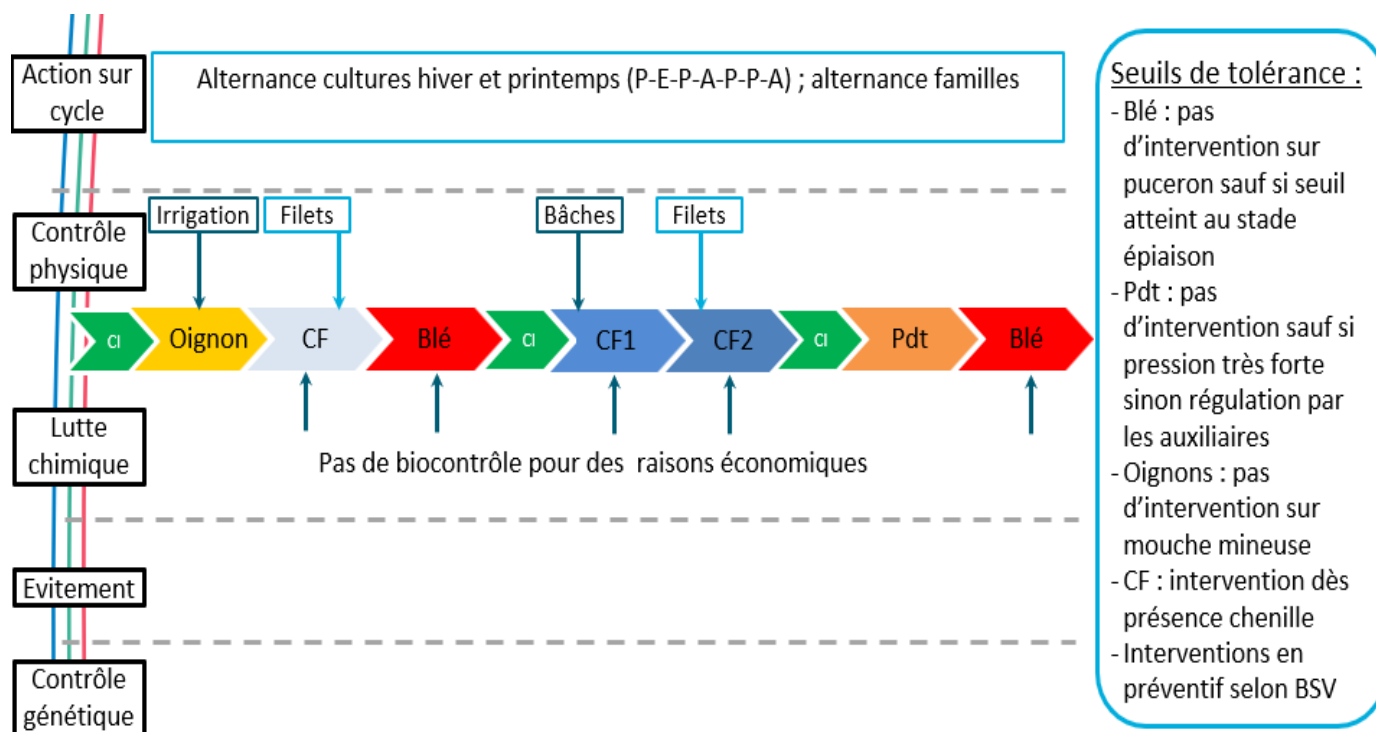 Action sur
cycle
Alternance cultures hiver et printemps (P-E-P-A-P-P-A) ; alternance familles
Contrôle
physique
Irrigation
Filets
Bâches
Filets
CI
Oignon
CF
Blé
CI
CF1
CF2
CI
Pdt
Blé
Lutte
chimique
Pas de biocontrôle pour des raisons économiques
Evitement
Contrôle
génétique
Seuils de tolérance :
- Blé : pas
d’intervention sur
puceron sauf si seuil
atteint au stade
épiaison
- Pdt : pas
d’intervention sauf si
pression très forte
sinon régulation par
les auxiliaires
- Oignons : pas
d’intervention sur
mouche mineuse
- CF : intervention dès
présence chenille
- Interventions en
préventif selon BSV